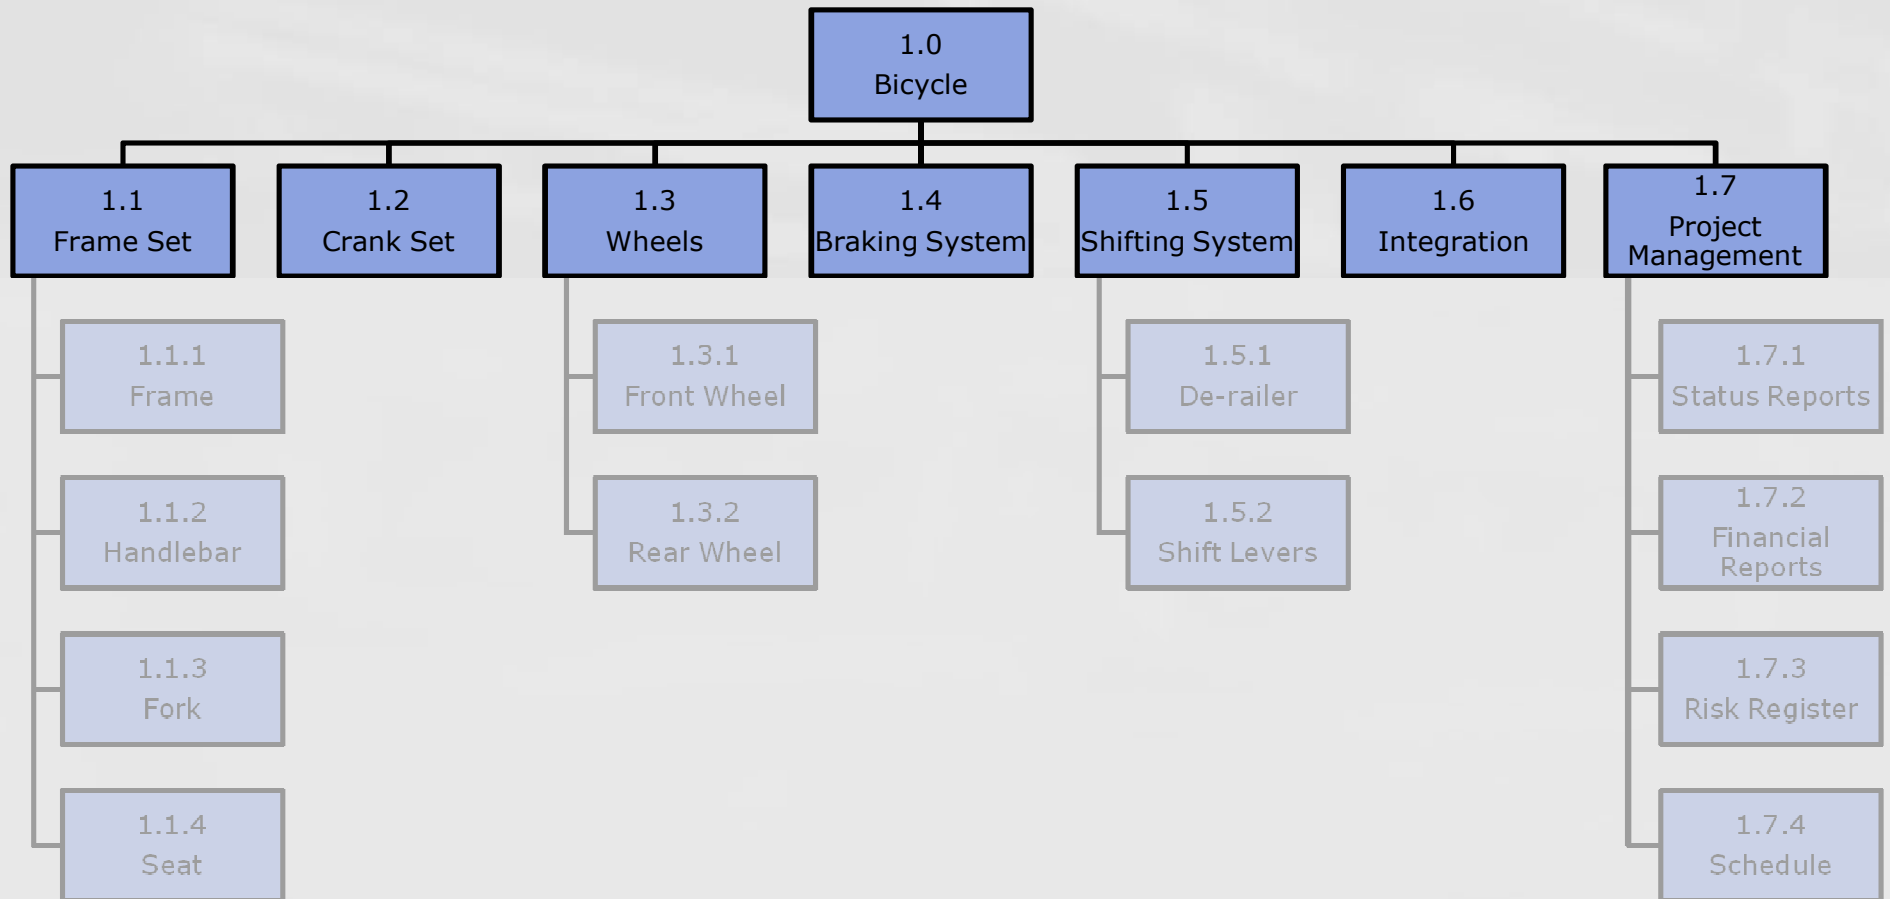 1.0
Bicycle
1.1
Frame Set
1.2
Crank Set
1.3
Wheels
1.4
Braking System
1.5
Shifting System
1.6
Integration
1.7
Project
Management
1.1.1
Frame
1.1.2
Handlebar
1.1.3
Fork
1.1.4
Seat
1.3.1
Front Wheel
1.3.2
Rear Wheel
1.5.1
De-railer
1.5.2
Shift Levers
1.7.1
Status Reports
1.7.2
Financial
Reports
1.7.3
Risk Register
1.7.4
Schedule